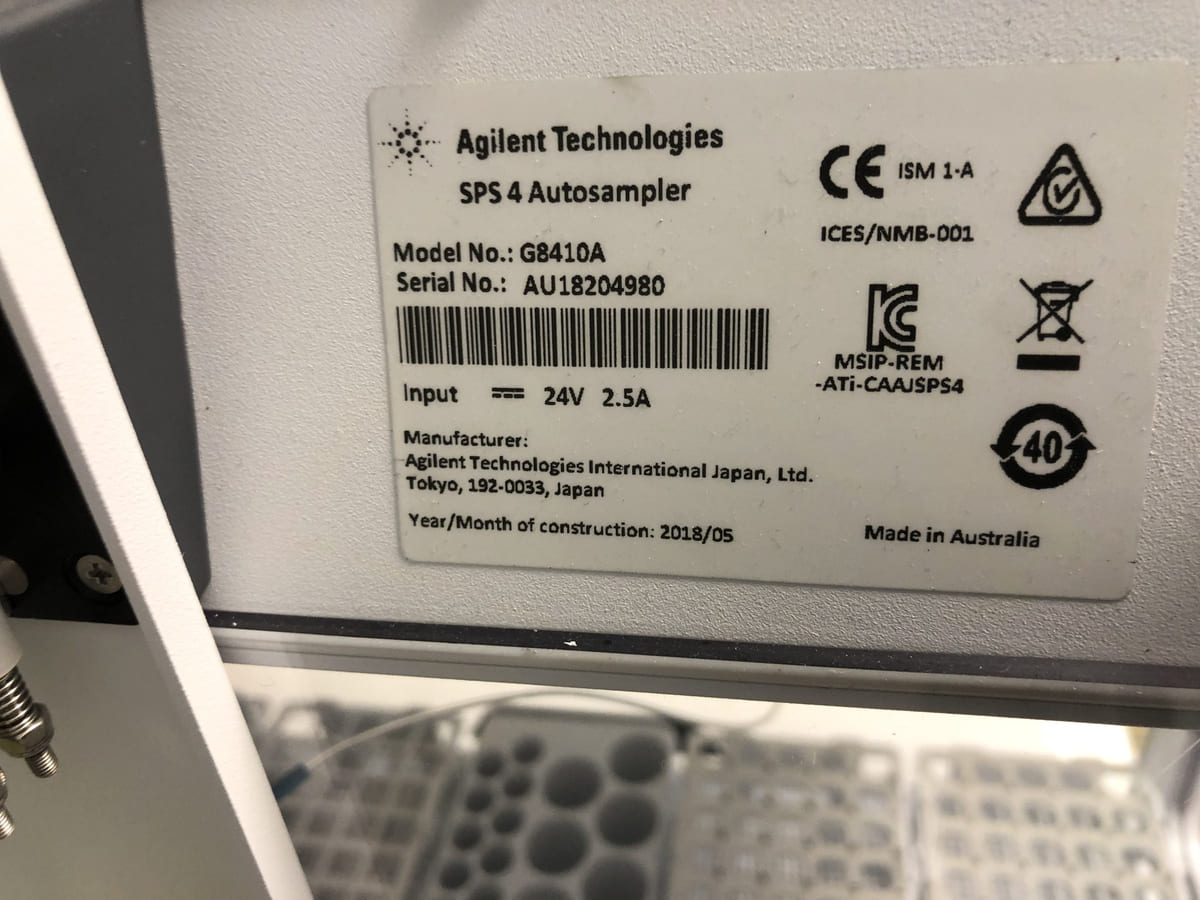 Agilent Technologies
SPS 4 Autosampler
Model No.: G8410A
Serial No.: AU18204980
Input 24V 2.5A
Manufacturer:
Agilent Technologies International Japan, Ltd.
Tokyo, 192-0033, Japan
Year/Month of construction: 2018/05
CE ISM 1-A
ICES/NMB-001
KC
MSIP-REM
-ATi-CAAJSPS4
40
Made in Australia